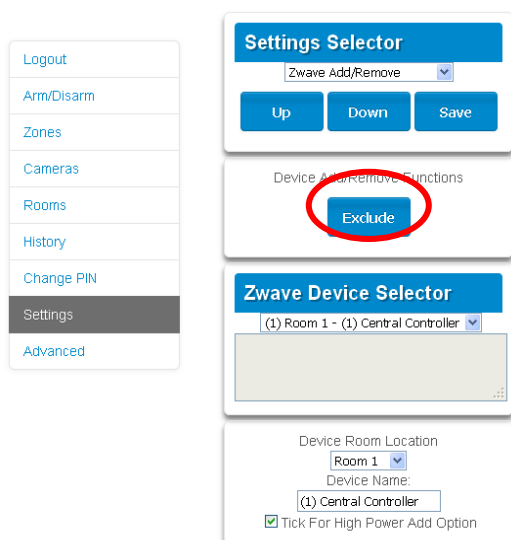 Logout
Arm/Disarm
Zones
Cameras
Rooms
History
Change PIN
Settings
Advanced
Settings Selector
Zwave Add/Remove
Up Down Save
Device Add/Remove Functions
Exclude
Zwave Device Selector
(1) Room 1 - (1) Central Controller
Device Room Location
Room 1
Device Name:
(1) Central Controller
Tick For High Power Add Option